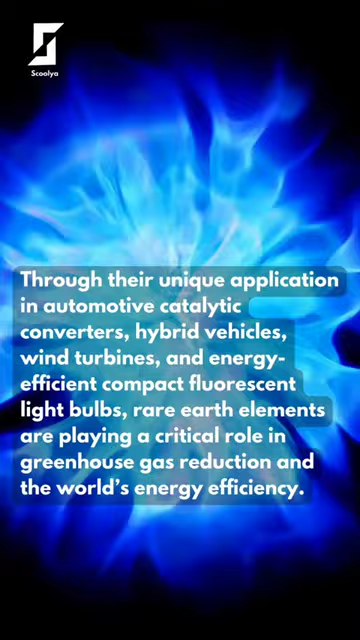 Scoolya
Through their unique application
in automotive catalytic
converters, hybrid vehicles,
wind turbines, and energy-
efficient compact fluorescent
light bulbs, rare earth elements
are playing a critical role in
greenhouse gas reduction and
the world's energy efficiency.